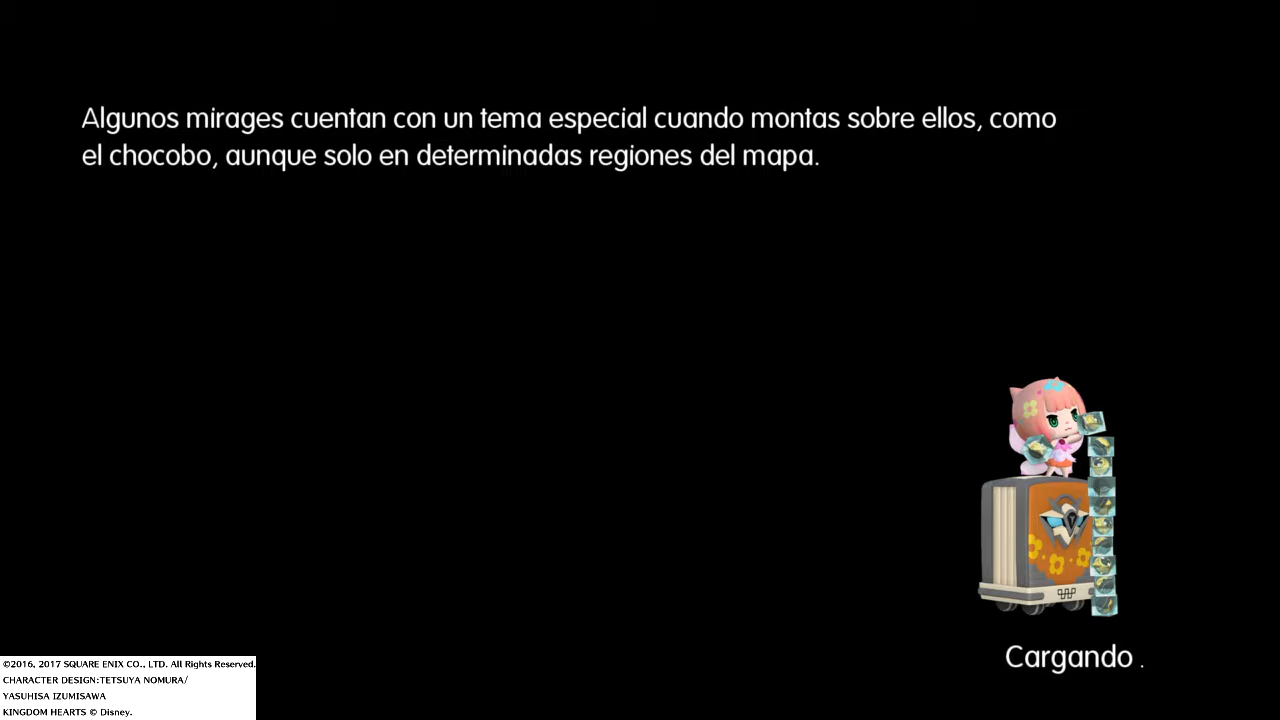 Algunos mirages cuentan con un tema especial cuando montas sobre ellos, como
el chocobo, aunque solo en determinadas regiones del mapa.
Cargando .
©2016, 2017 SQUARE ENIX CO., LTD. All Rights Reserved.
CHARACTER DESIGN:TETSUYA NOMURA/
YASUHISA IZUMISAWA
KINGDOM HEARTS © Disney.